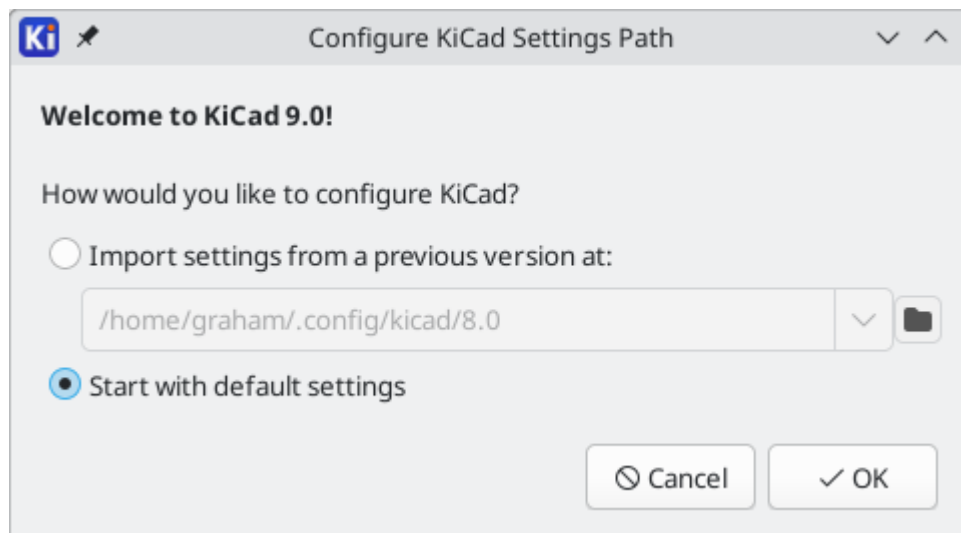 Ki
Configure KiCad Settings Path
Welcome to KiCad 9.0!
How would you like to configure KiCad?
Import settings from a previous version at:
/home/graham/.config/kicad/8.0
Start with default settings
Cancel
OK